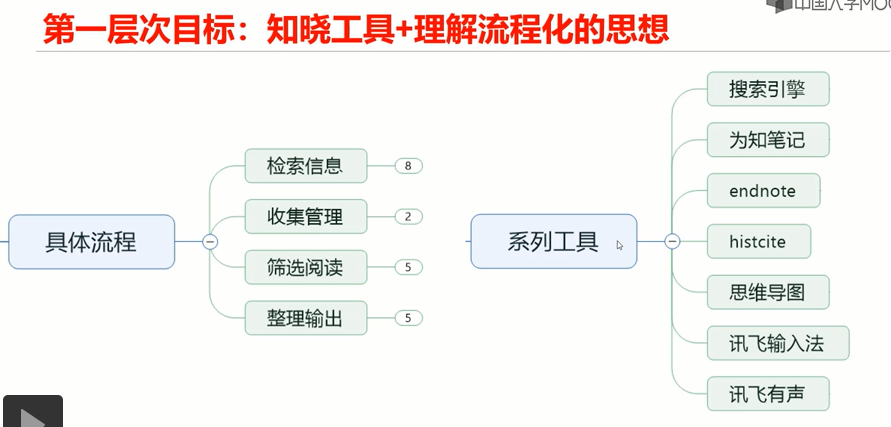 中国大学MOO
第一层次目标：知晓工具+理解流程化的思想
具体流程
检索信息
8
收集管理
2
筛选阅读
5
整理输出
5
系列工具
搜索引擎
为知笔记
endnote
histcite
思维导图
讯飞输入法
讯飞有声